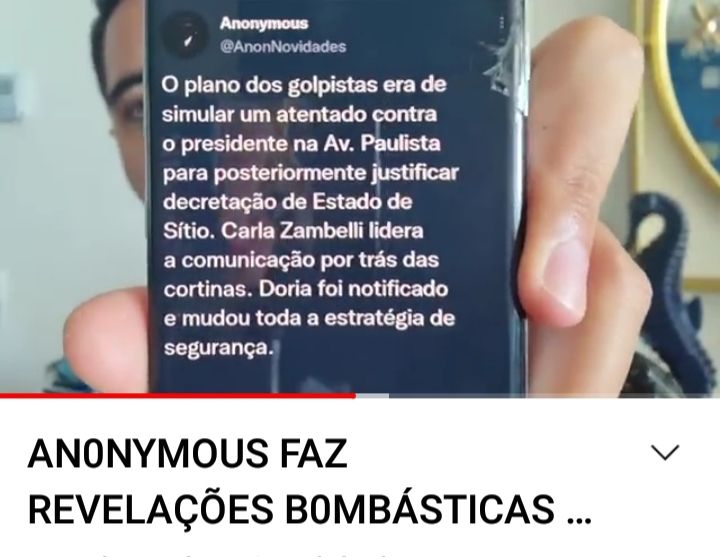 Anonymous
@AnonNovidades
O plano dos golpistas era de
simular um atentado contra
o presidente na Av. Paulista
para posteriormente justificar
decretação de Estado de
Sítio. Carla Zambelli lidera
a comunicação por trás das
cortinas. Doria foi notificado
e mudou toda a estratégia de
segurança.
AN0NYMOUS FAZ
REVELAÇÕES B0MBÁSTICAS ...